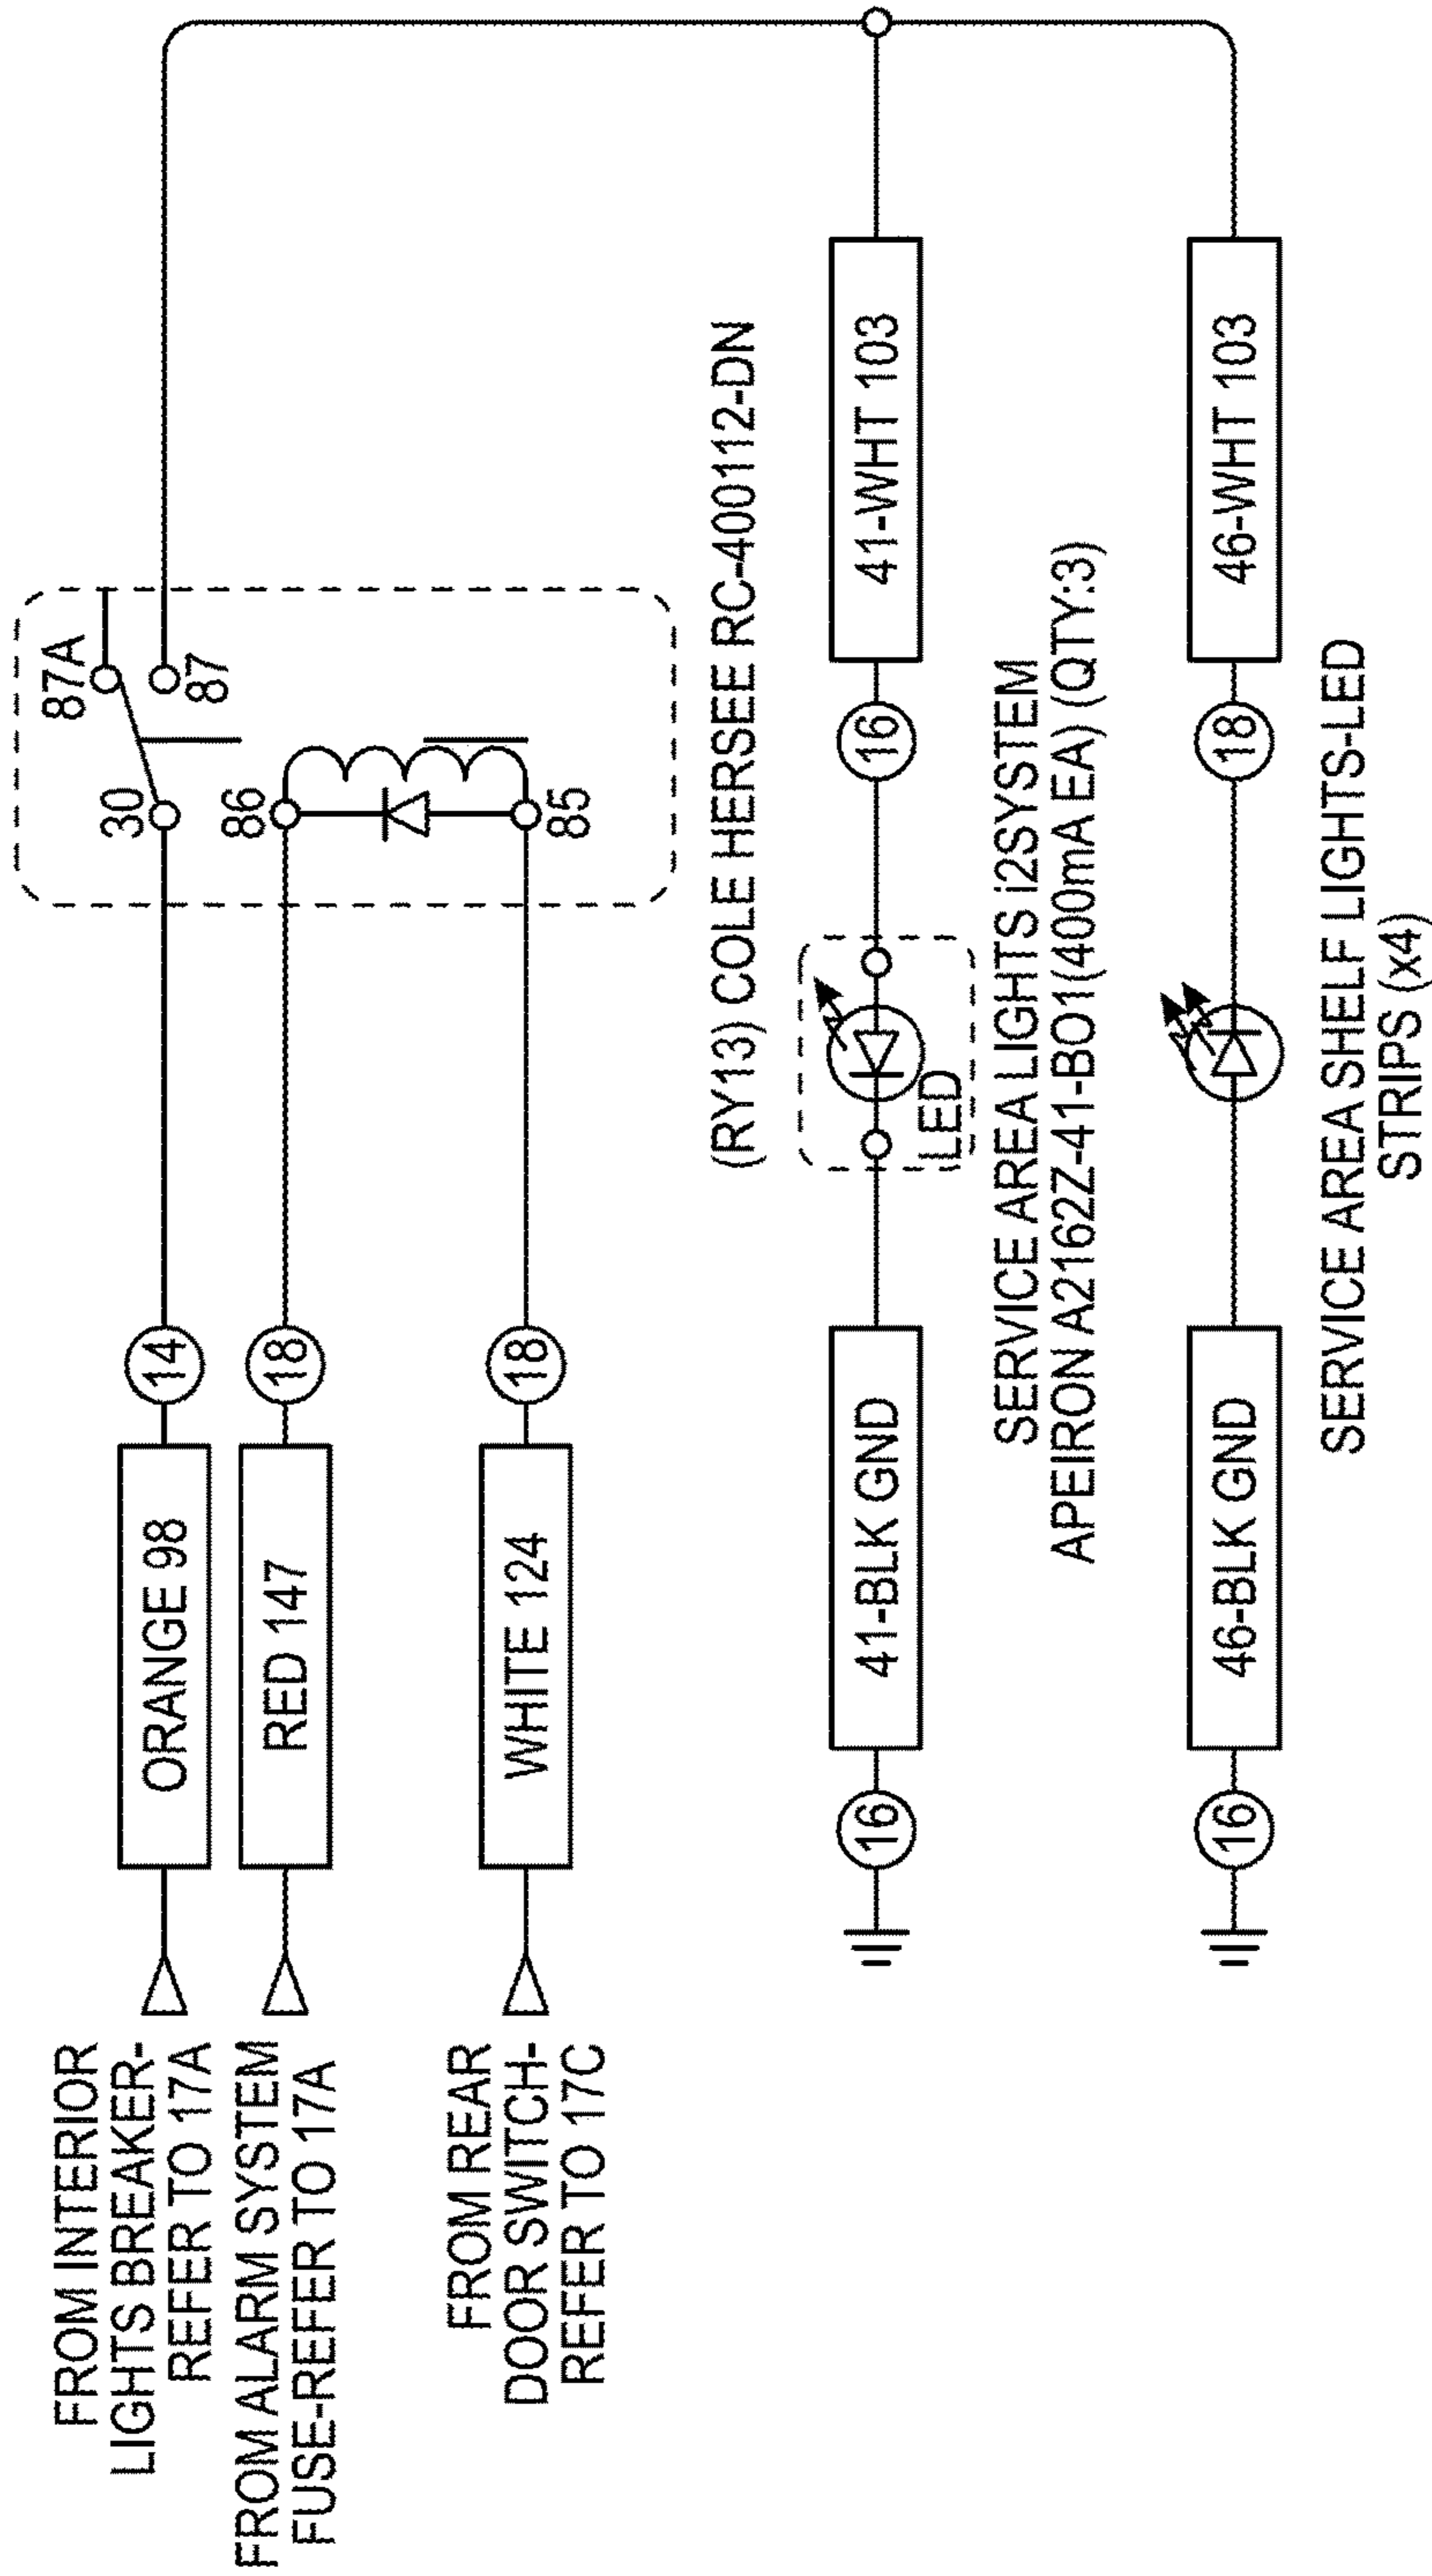 FROM INTERIOR
LIGHTS BREAKER-
REFER TO 17A
ORANGE 98
14
30
87A
87
FROM ALARM SYSTEM
FUSE-REFER TO 17A
RED 147
18
86
FROM REAR
DOOR SWITCH-
REFER TO 17C
WHITE 124
18
85
(RY13) COLE HERSEE RC-400112-DN
16
41-BLK GND
LED
16
41-WHT 103
SERVICE AREA LIGHTS i2SYSTEM
APEIRON A2162Z-41-BO1(400mA EA) (QTY:3)
16
46-BLK GND
18
46-WHT 103
SERVICE AREA SHELF LIGHTS-LED
STRIPS (x4)